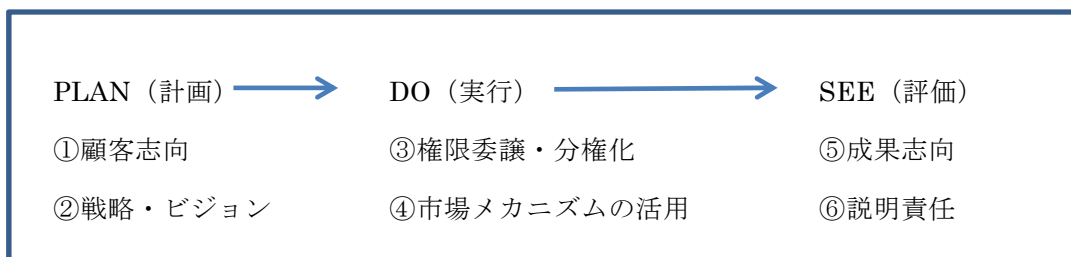 PLAN（計画） DO（実行） SEE（評価）
①顧客志向 ③権限委譲・分権化 ⑤成果志向
②戦略・ビジョン ④市場メカニズムの活用 ⑥説明責任